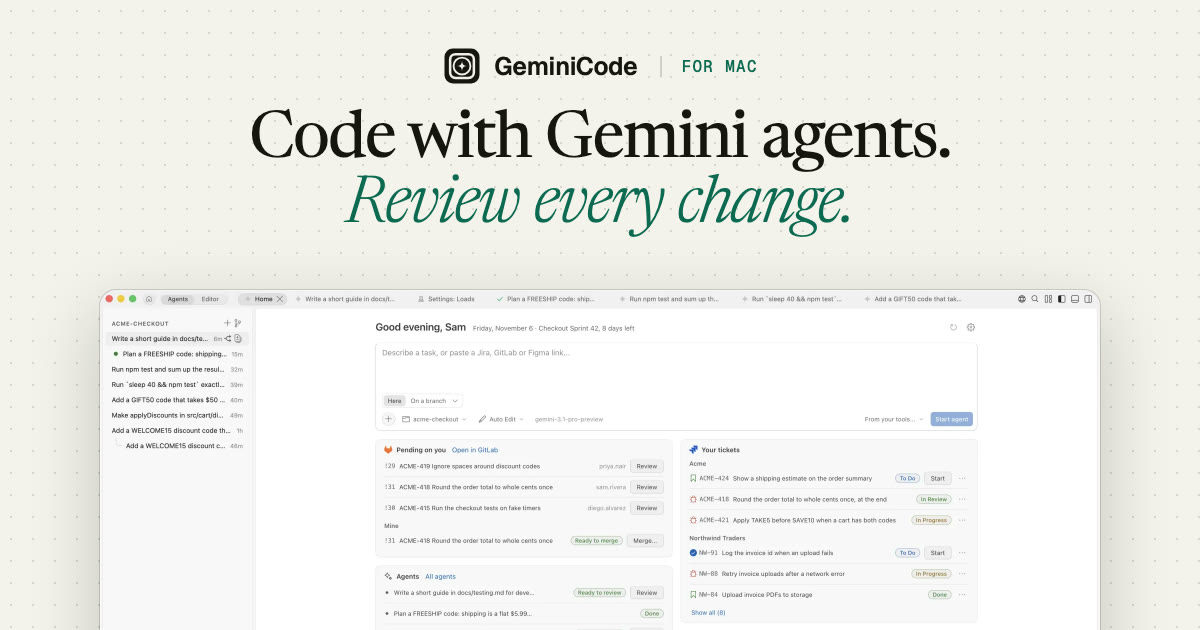 GeminiCode FOR MAC
Code with Gemini agents.
Review every change.
Agents Editor Home Write a short guide in docs/t... Settings: Loads Plan a FREESHIP code: ship... Run npm test and sum up th... Run `sleep 40 && npm test`... Add a GIFT50 code that tak...
ACME-CHECKOUT
Write a short guide in docs/te... 6m
Plan a FREESHIP code: shipping... 15m
Run npm test and sum up the resul... 32m
Run `sleep 40 && npm test` exactl... 39m
Add a GIFT50 code that takes $50 ... 40m
Make applyDiscounts in src/cart/di... 49m
Add a WELCOME15 discount code th... 1h
Add a WELCOME15 discount c... 46m
Good evening, Sam Friday, November 6 · Checkout Sprint 42, 8 days left
Describe a task, or paste a Jira, GitLab or Figma link...
Here On a branch
acme-checkout Auto Edit gemini-3.1-pro-preview From your tools... Start agent
Pending on you Open in GitLab
!29 ACME-419 Ignore spaces around discount codes priya.nair Review
!31 ACME-418 Round the order total to whole cents once sam.rivera Review
!30 ACME-415 Run the checkout tests on fake timers diego.alvarez Review
Mine
!31 ACME-418 Round the order total to whole cents once Ready to merge Merge...
Agents All agents
Write a short guide in docs/testing.md for deve... Ready to review Review
Plan a FREESHIP code: shipping is a flat $5.99... Done
Your tickets
Acme
ACME-424 Show a shipping estimate on the order summary To Do Start
ACME-418 Round the order total to whole cents once, at the end In Review
ACME-421 Apply TAKE5 before SAVE10 when a cart has both codes In Progress
Northwind Traders
NW-91 Log the invoice id when an upload fails To Do Start
NW-88 Retry invoice uploads after a network error In Progress
NW-84 Upload invoice PDFs to storage Done
Show all (8)